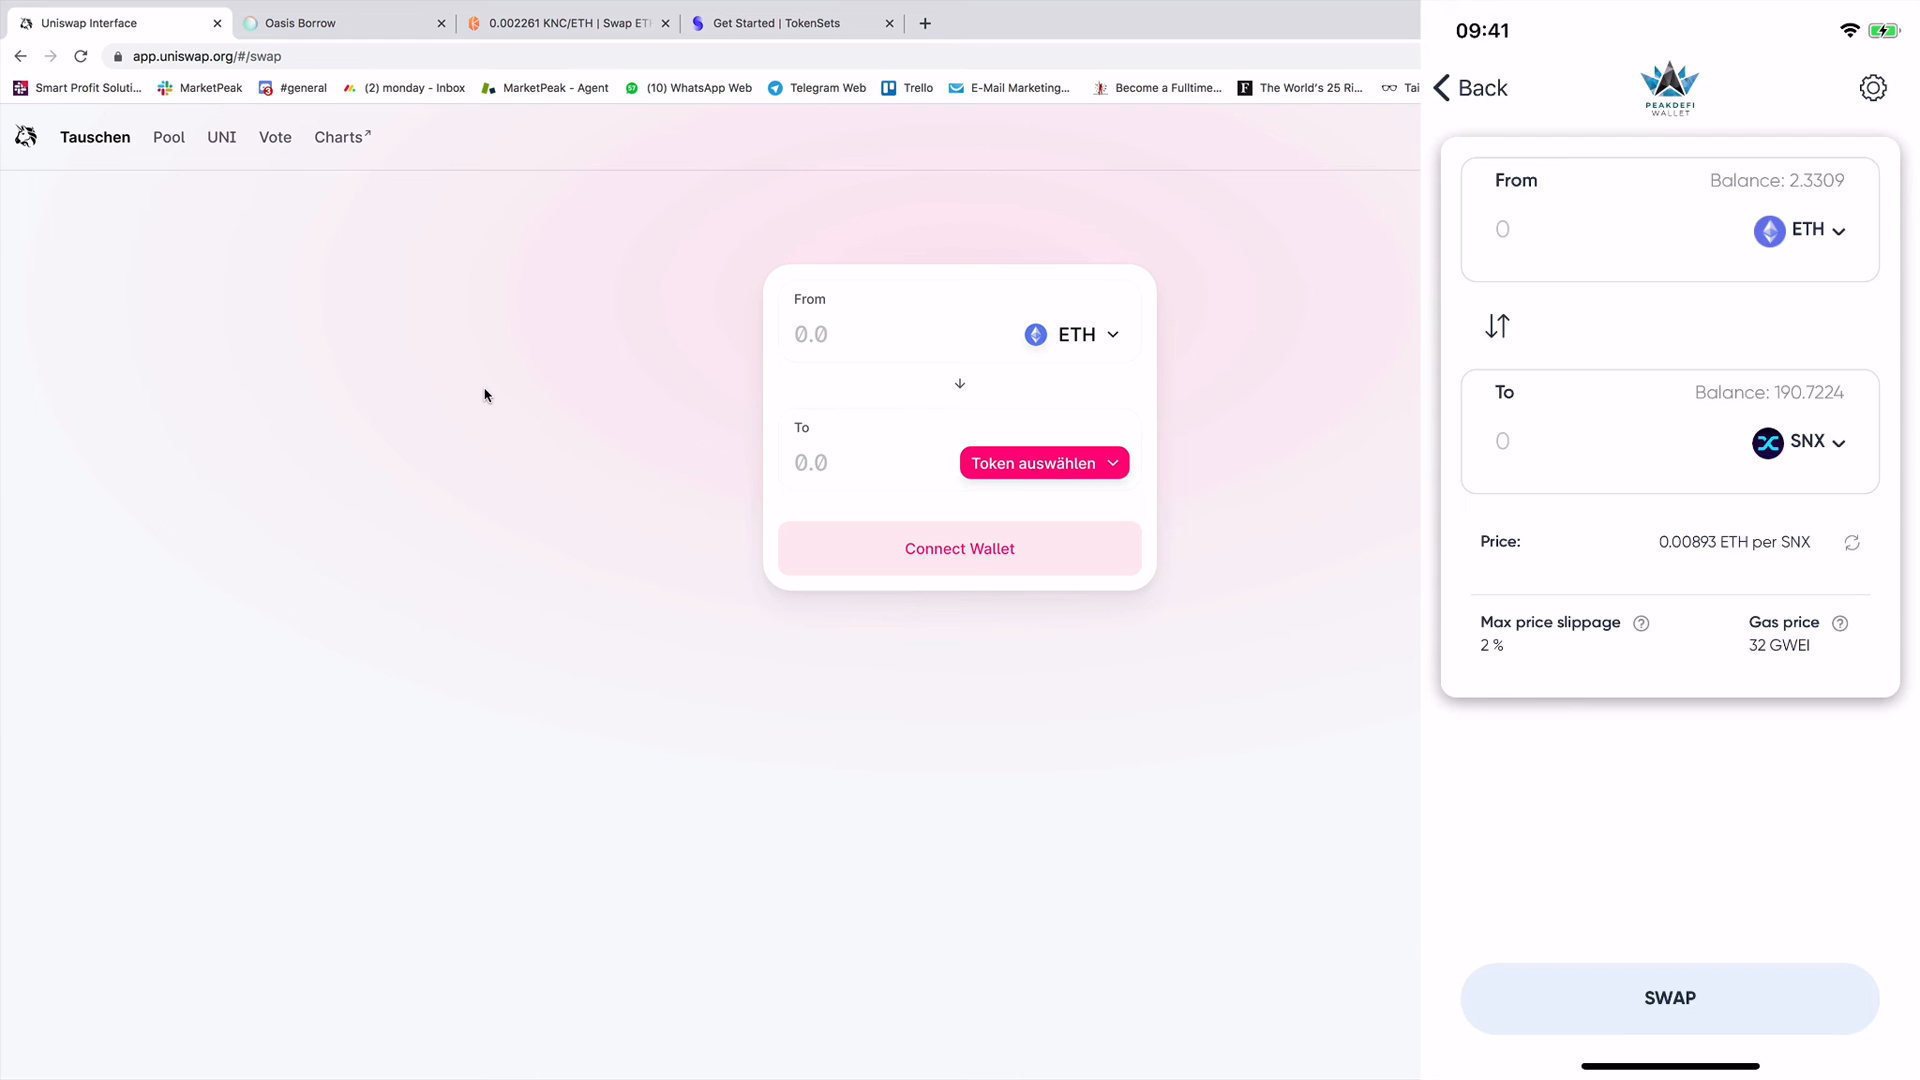 Uniswap Interface
Oasis Borrow
0.002261 KNC/ETH | Swap ET
Get Started | TokenSets
app.uniswap.org/#/swap
Smart Profit Soluti...
MarketPeak
#general
(2) monday - Inbox
MarketPeak - Agent
(10) WhatsApp Web
Telegram Web
Trello
E-Mail Marketing...
Become a Fulltime...
The World's 25 Ri...
Tai
Tauschen
Pool
UNI
Vote
Charts↗
From
0.0
ETH
To
0.0
Token auswählen
Connect Wallet
09:41
Back
PEAKDEFI
WALLET
From
Balance: 2.3309
0
ETH
To
Balance: 190.7224
0
SNX
Price:
0.00893 ETH per SNX
Max price slippage
2 %
Gas price
32 GWEI
SWAP